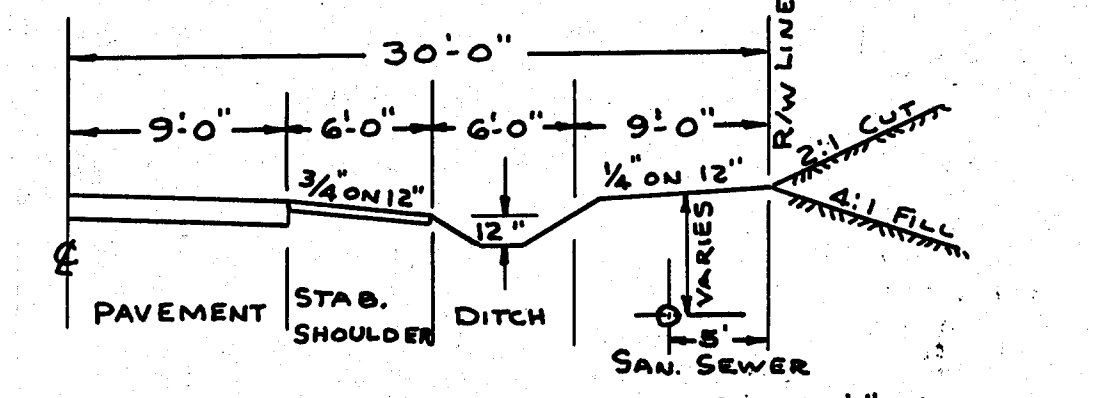 30'-0"
R/W LINE
9'-0" 6'-0" 6'-0" 9'-0"
2:1 CUT
3/4" ON 12"
1/4" ON 12"
4:1 FILL
12"
VARIES
℄
PAVEMENT
STAB.
SHOULDER
DITCH
5'
SAN. SEWER